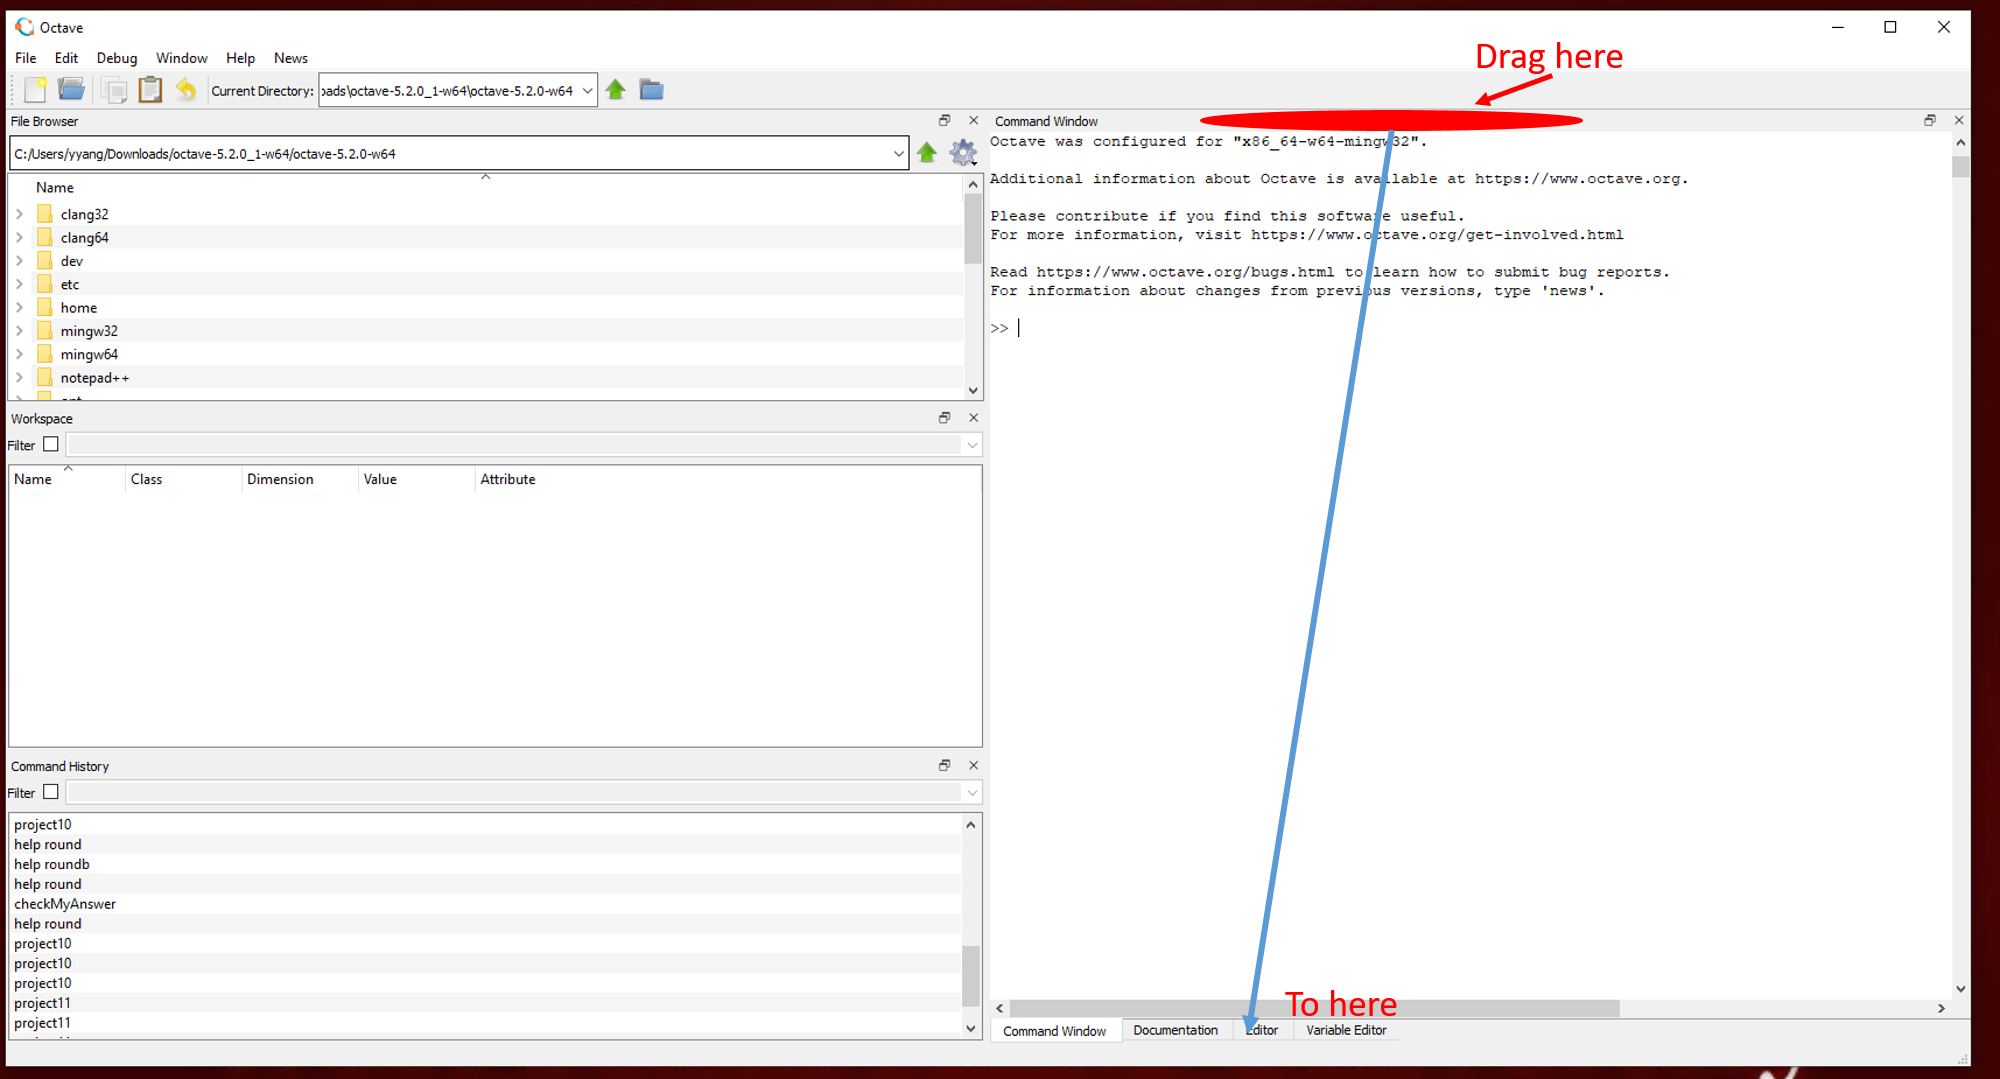 Octave
File Edit Debug Window Help News
Drag here
Current Directory: ads\octave-5.2.0_1-w64\octave-5.2.0-w64
File Browser
C:/Users/yyang/Downloads/octave-5.2.0_1-w64/octave-5.2.0-w64
Name
clang32
clang64
dev
etc
home
mingw32
mingw64
notepad++
Workspace
Filter
Name Class Dimension Value Attribute
Command History
Filter
project10
help round
help roundb
help round
checkMyAnswer
help round
project10
project10
project10
project11
project11
Command Window
Octave was configured for "x86_64-w64-mingw32".
Additional information about Octave is available at https://www.octave.org.
Please contribute if you find this software useful.
For more information, visit https://www.octave.org/get-involved.html
Read https://www.octave.org/bugs.html to learn how to submit bug reports.
For information about changes from previous versions, type 'news'.
>>
To here
Command Window Documentation Editor Variable Editor